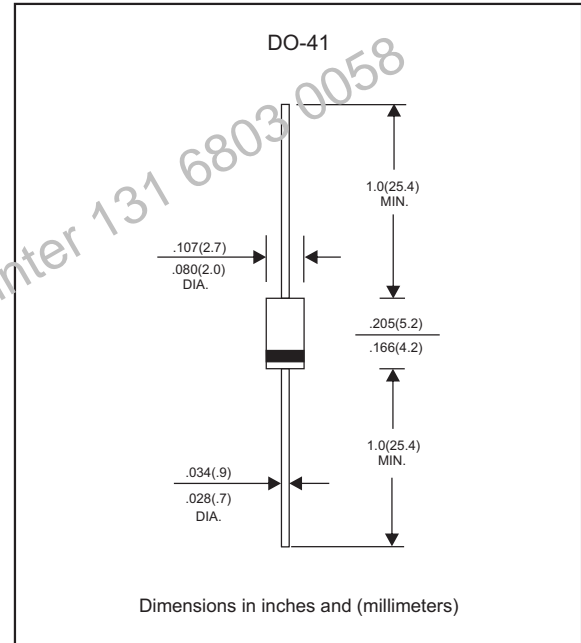 DO-41
nter 131 6803 0058
1.0(25.4)
MIN.
.107(2.7)
.080(2.0)
DIA.
.205(5.2)
.166(4.2)
1.0(25.4)
MIN.
.034(.9)
.028(.7)
DIA.
Dimensions in inches and (millimeters)